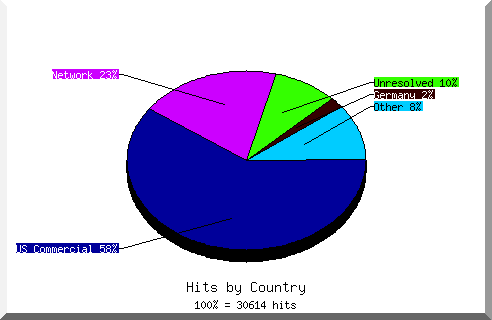 Network 23%
Unresolved 10%
Germany 2%
Other 8%
US Commercial 58%
Hits by Country
100% = 30614 hits